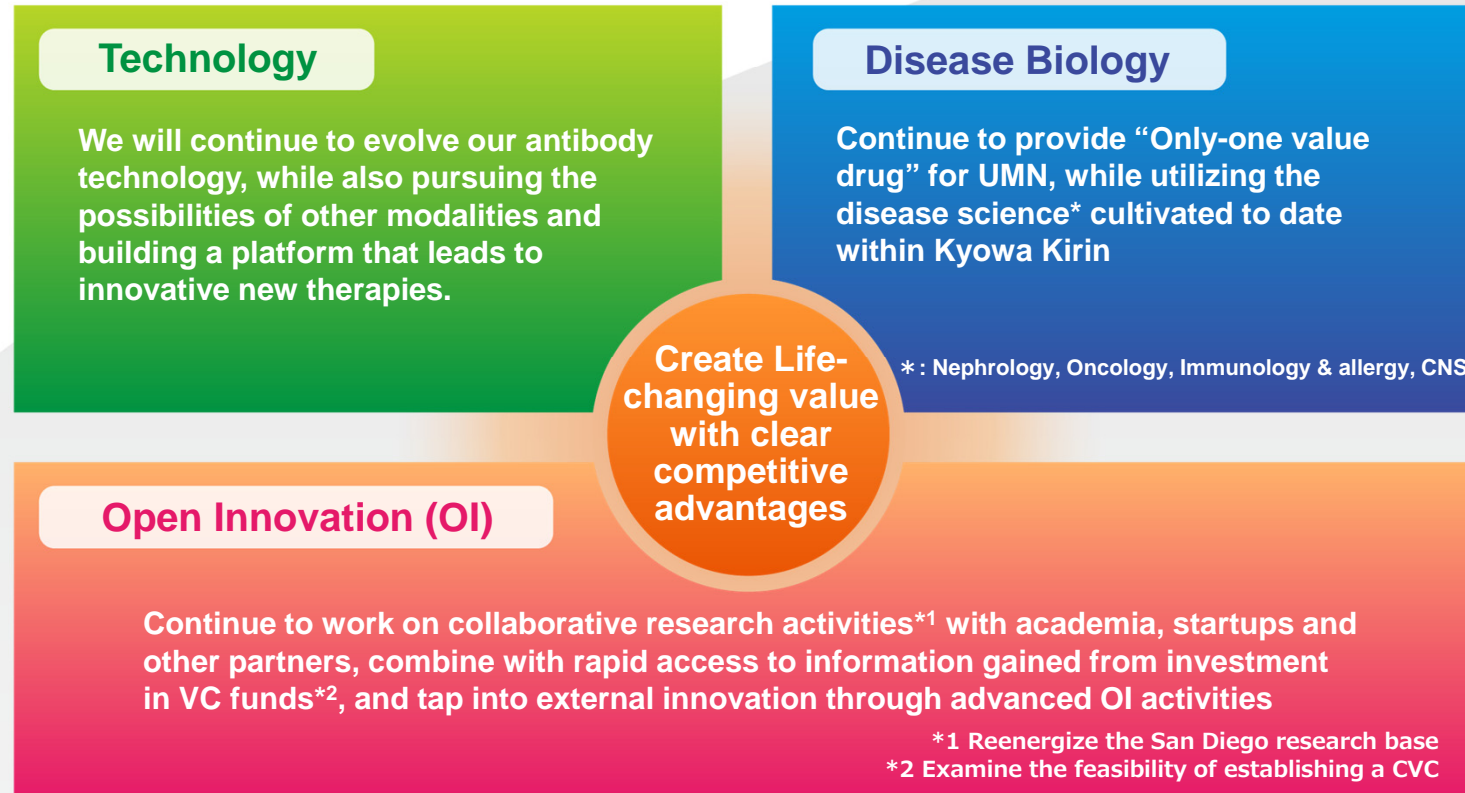 Technology
We will continue to evolve our antibody
technology, while also pursuing the
possibilities of other modalities and
building a platform that leads to
innovative new therapies.
Disease Biology
Continue to provide “Only-one value
drug” for UMN, while utilizing the
disease science* cultivated to date
within Kyowa Kirin
＊: Nephrology, Oncology, Immunology & allergy, CNS
Create Life-
changing value
with clear
competitive
advantages
Open Innovation (OI)
Continue to work on collaborative research activities*1 with academia, startups and
other partners, combine with rapid access to information gained from investment
in VC funds*2, and tap into external innovation through advanced OI activities
*1 Reenergize the San Diego research base
*2 Examine the feasibility of establishing a CVC